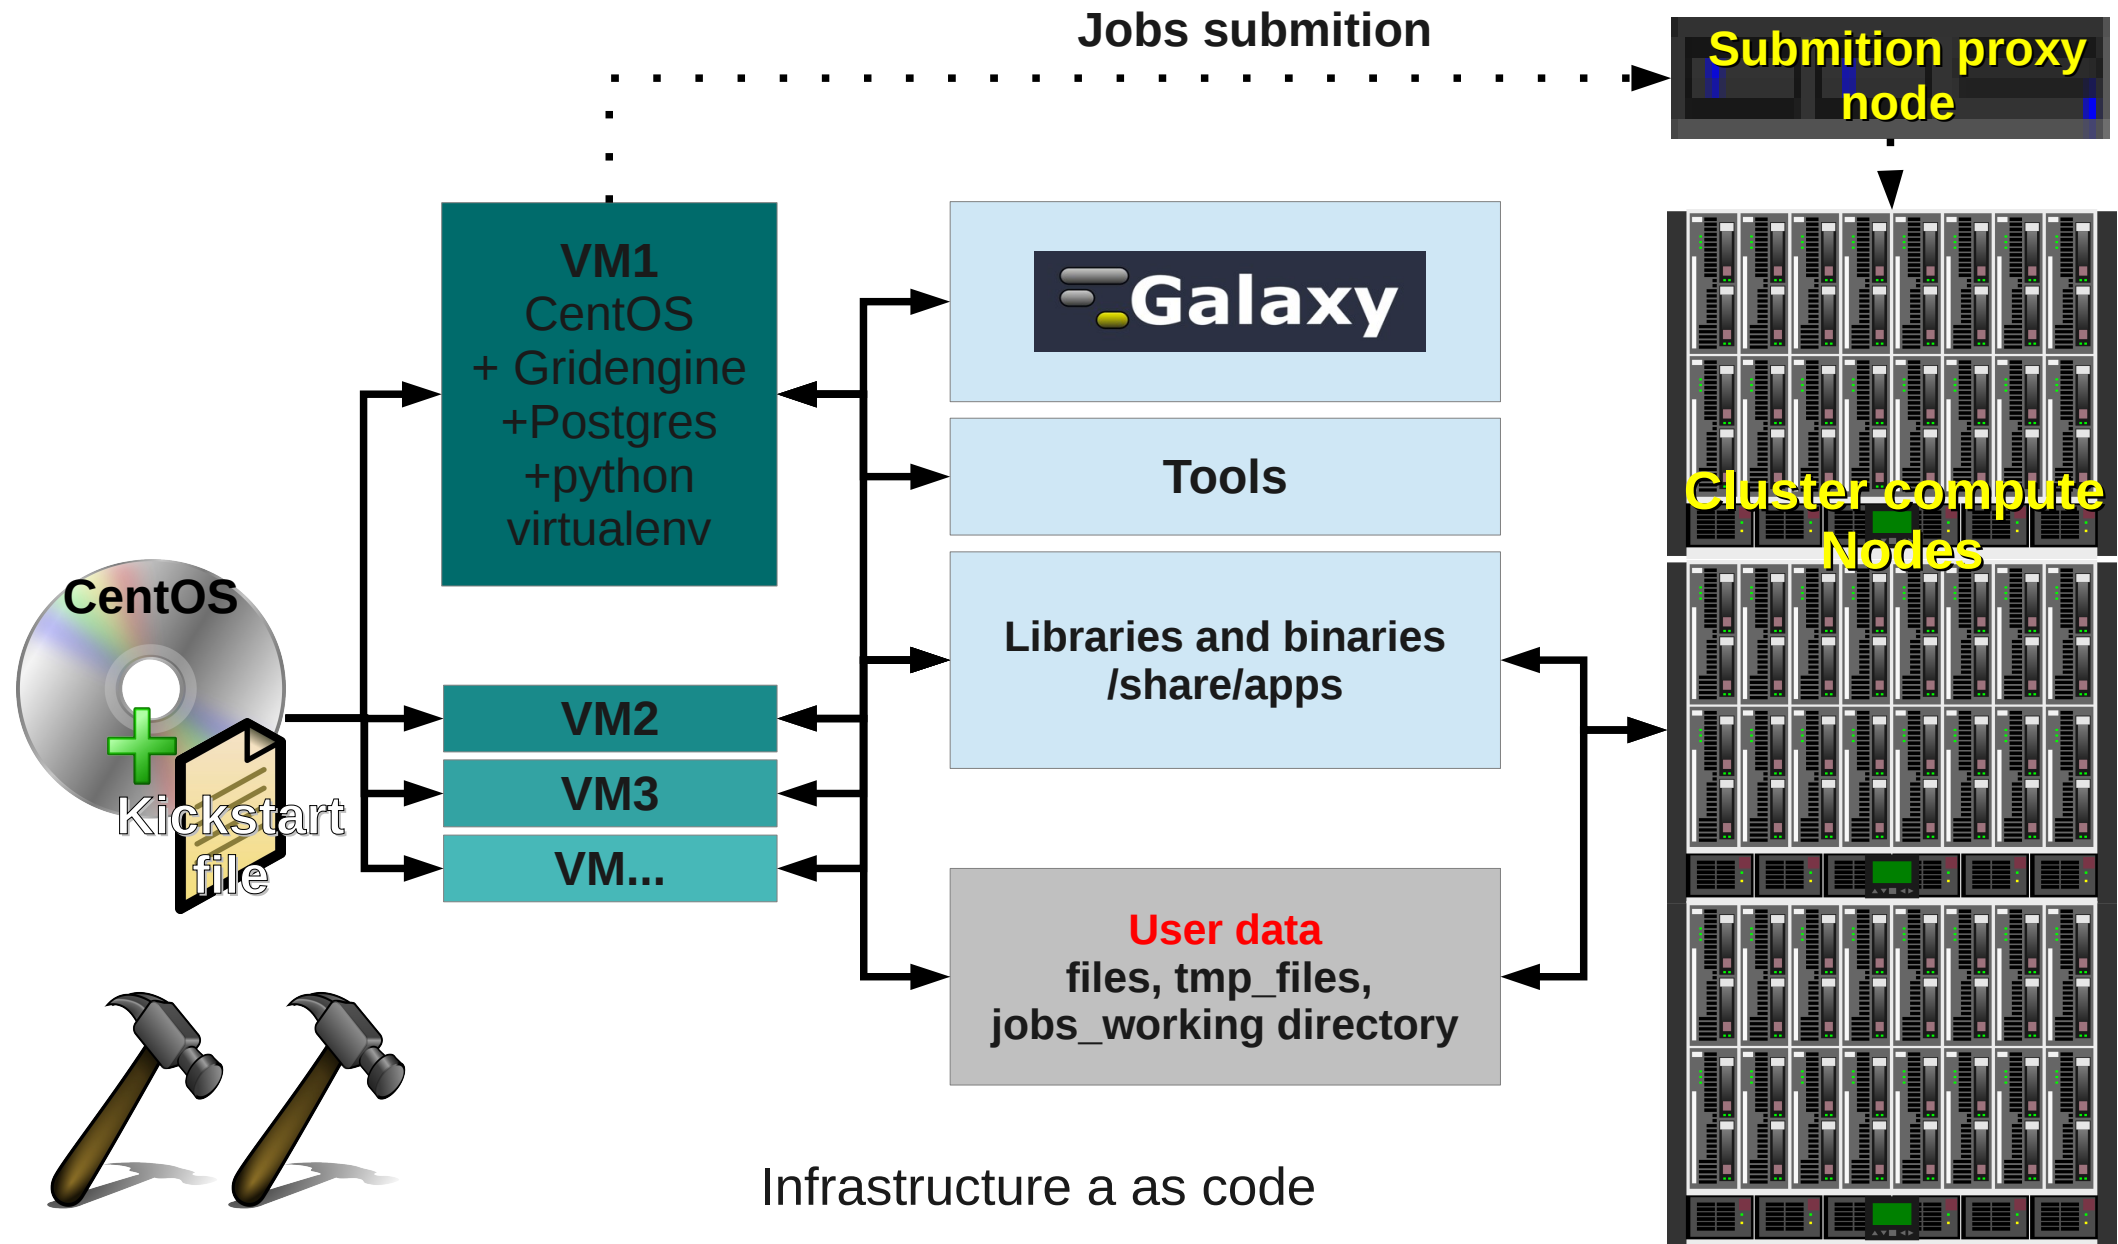 Jobs submition
Submition proxy
node
VM1
CentOS
+ Gridengine
+Postgres
+python
virtualenv
Galaxy
Tools
Cluster compute
Nodes
Libraries and binaries
/share/apps
CentOS
Kickstart
file
VM2
VM3
VM...
User data
files, tmp_files,
jobs_working directory
Infrastructure a as code